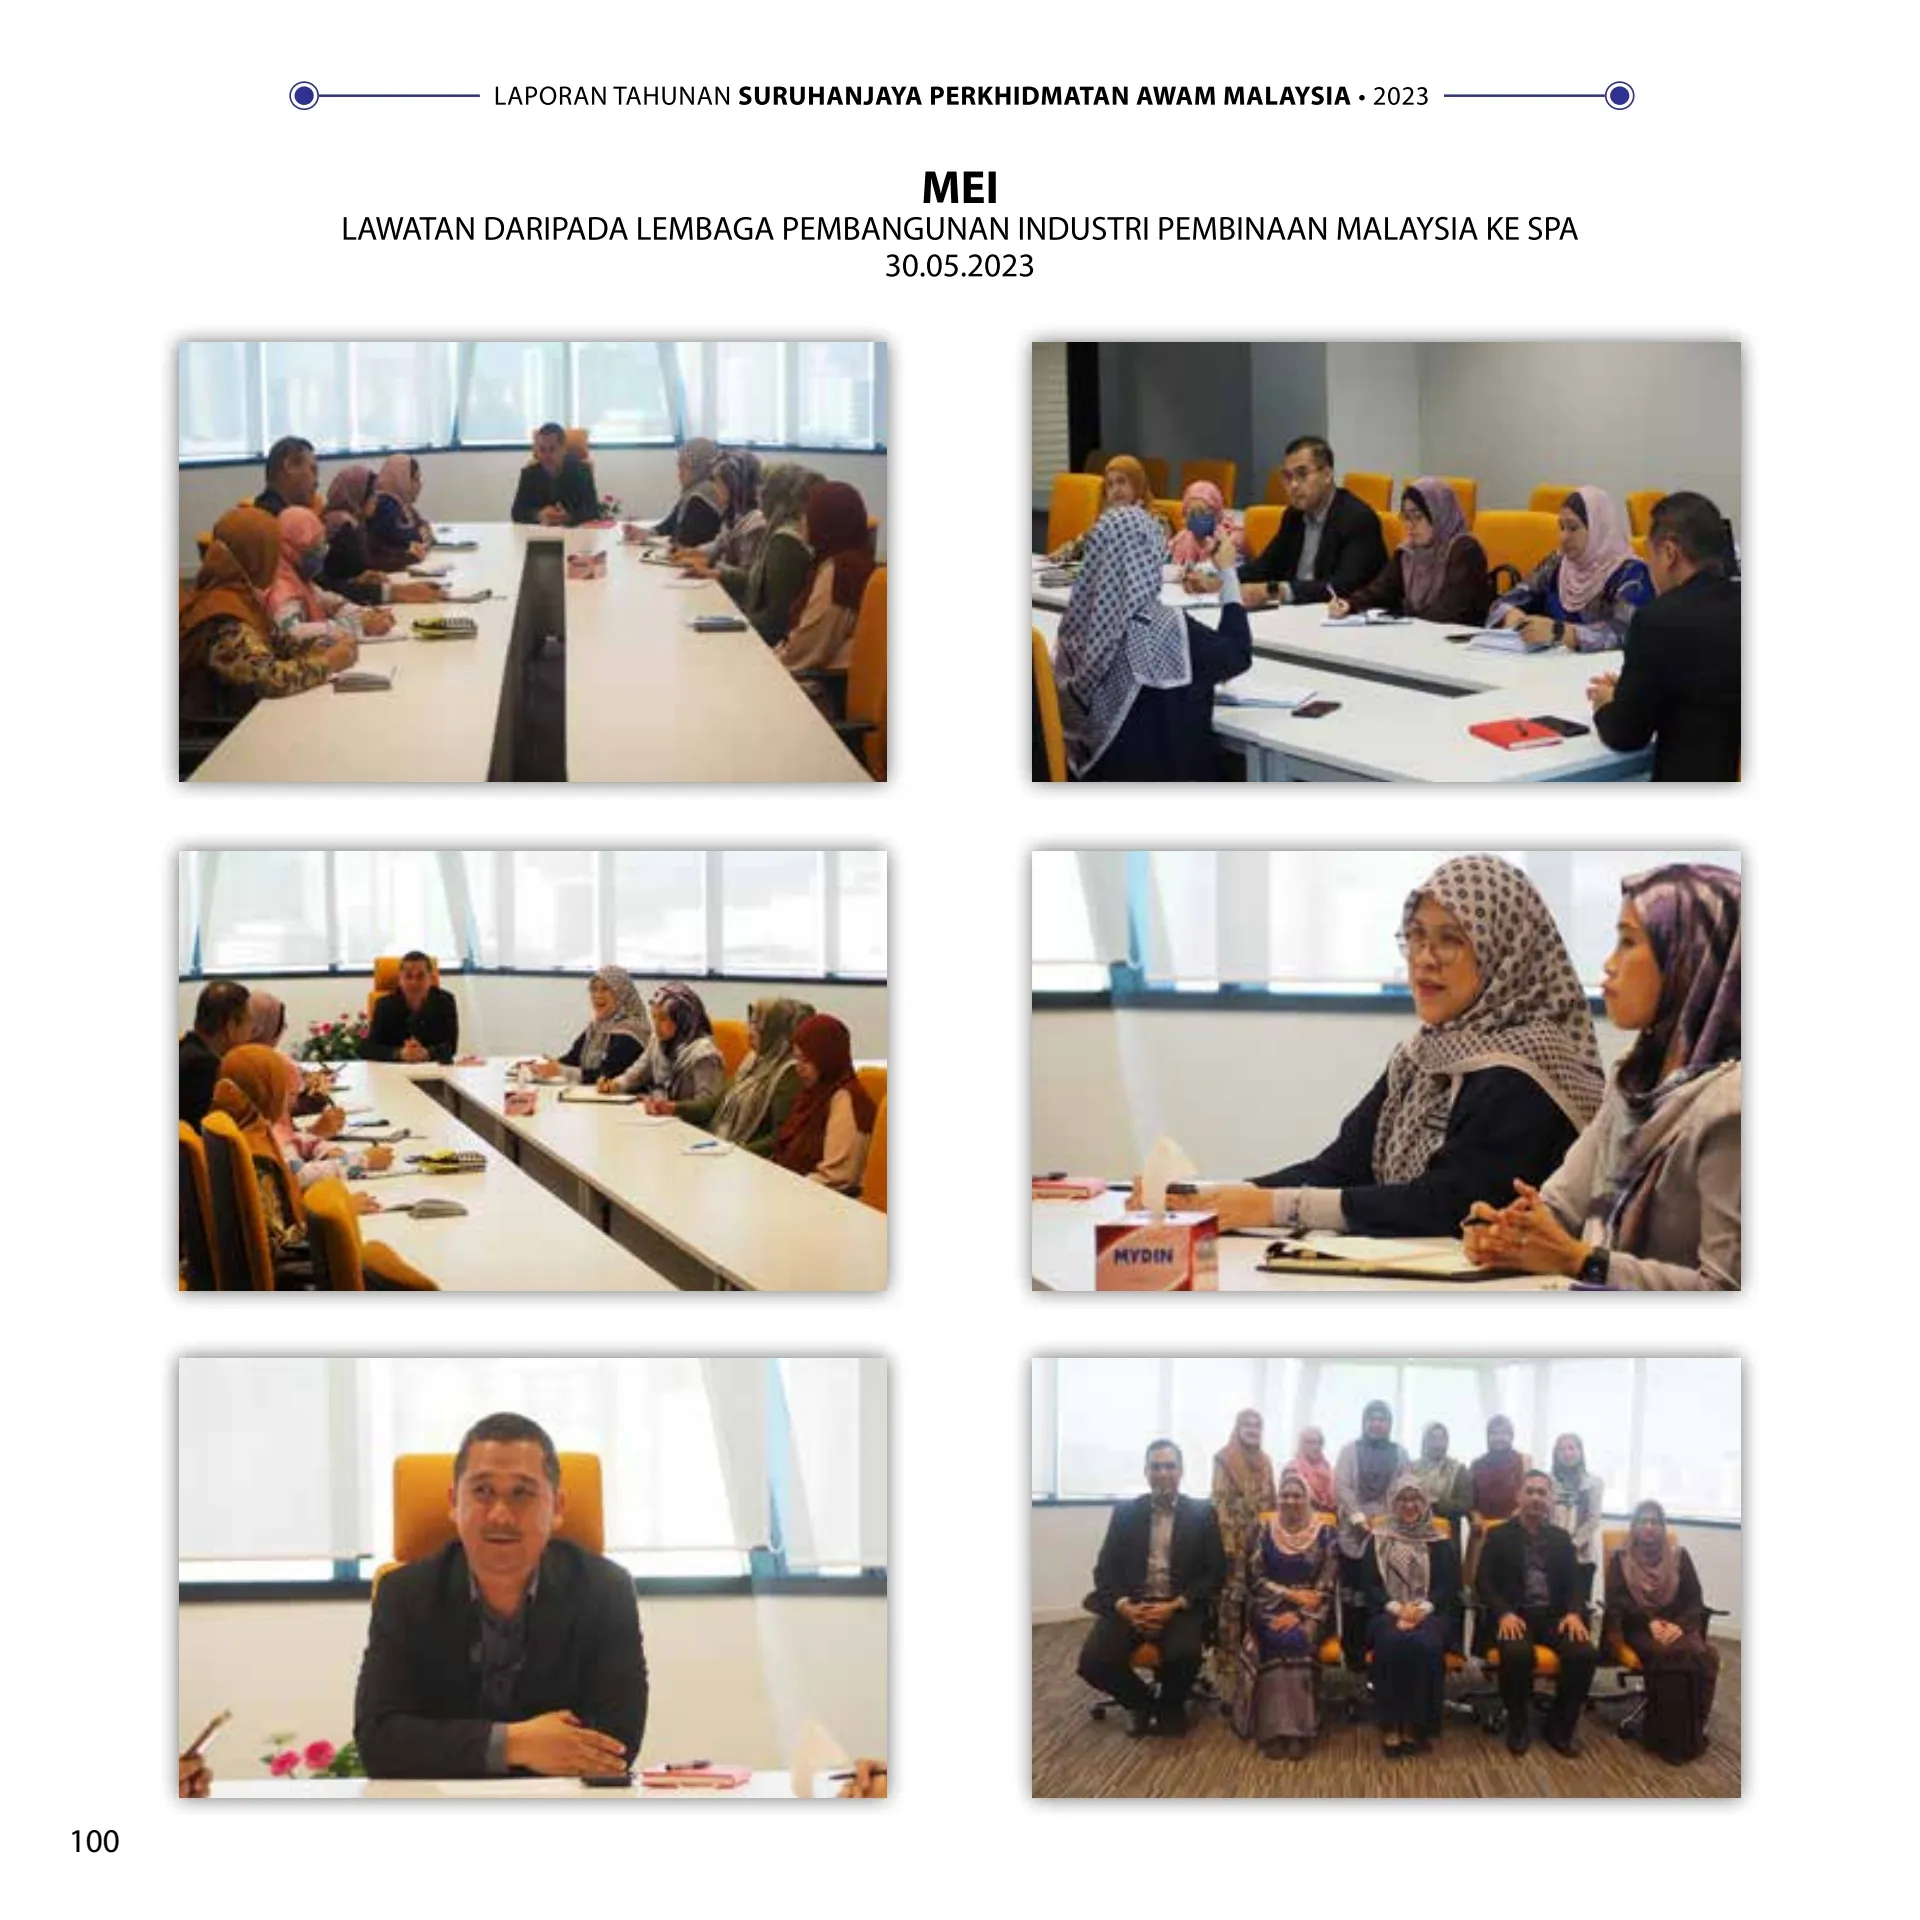 LAPORAN TAHUNAN SURUHANJAYA PERKHIDMATAN AWAM MALAYSIA • 2023
MEI
LAWATAN DARIPADA LEMBAGA PEMBANGUNAN INDUSTRI PEMBINAAN MALAYSIA KE SPA
30.05.2023
MYDIN
100